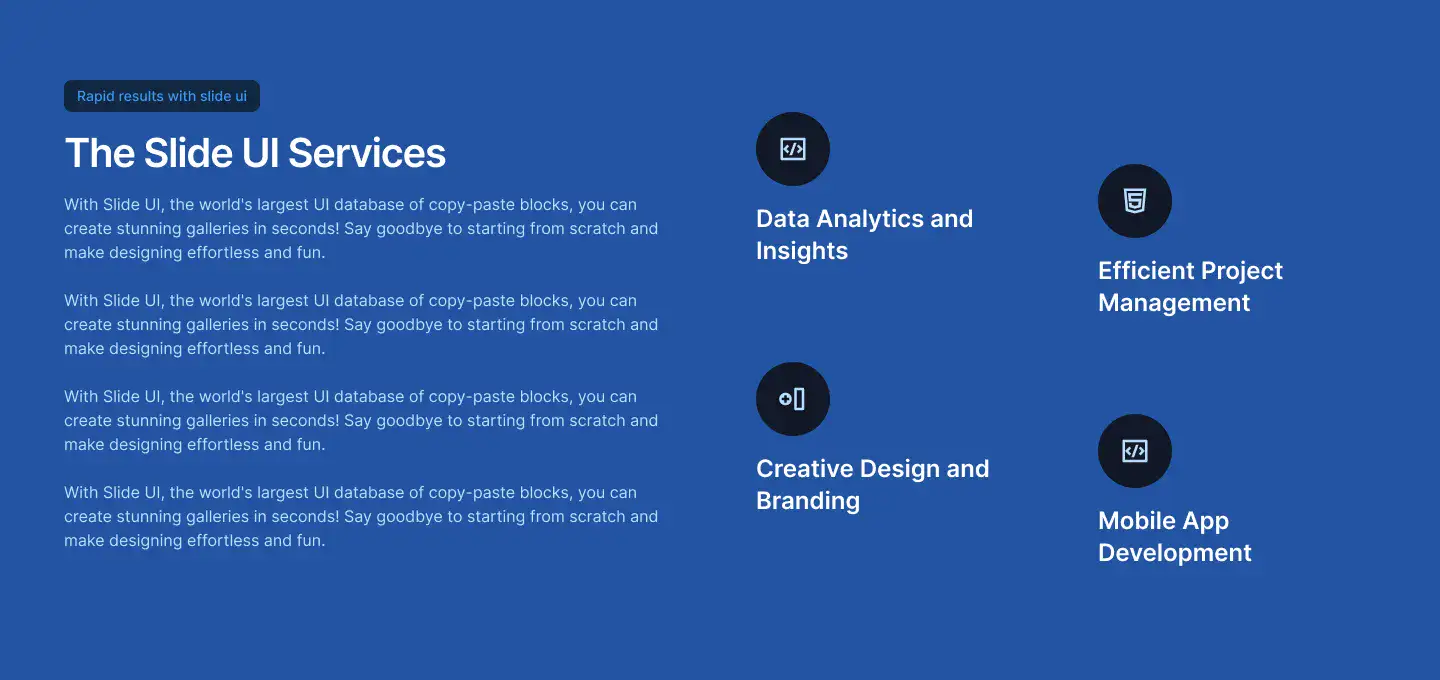 Rapid results with slide ui
The Slide UI Services
With Slide UI, the world's largest UI database of copy-paste blocks, you can
create stunning galleries in seconds! Say goodbye to starting from scratch and
make designing effortless and fun.
With Slide UI, the world's largest UI database of copy-paste blocks, you can
create stunning galleries in seconds! Say goodbye to starting from scratch and
make designing effortless and fun.
With Slide UI, the world's largest UI database of copy-paste blocks, you can
create stunning galleries in seconds! Say goodbye to starting from scratch and
make designing effortless and fun.
With Slide UI, the world's largest UI database of copy-paste blocks, you can
create stunning galleries in seconds! Say goodbye to starting from scratch and
make designing effortless and fun.
Data Analytics and
Insights
Efficient Project
Management
Creative Design and
Branding
Mobile App
Development